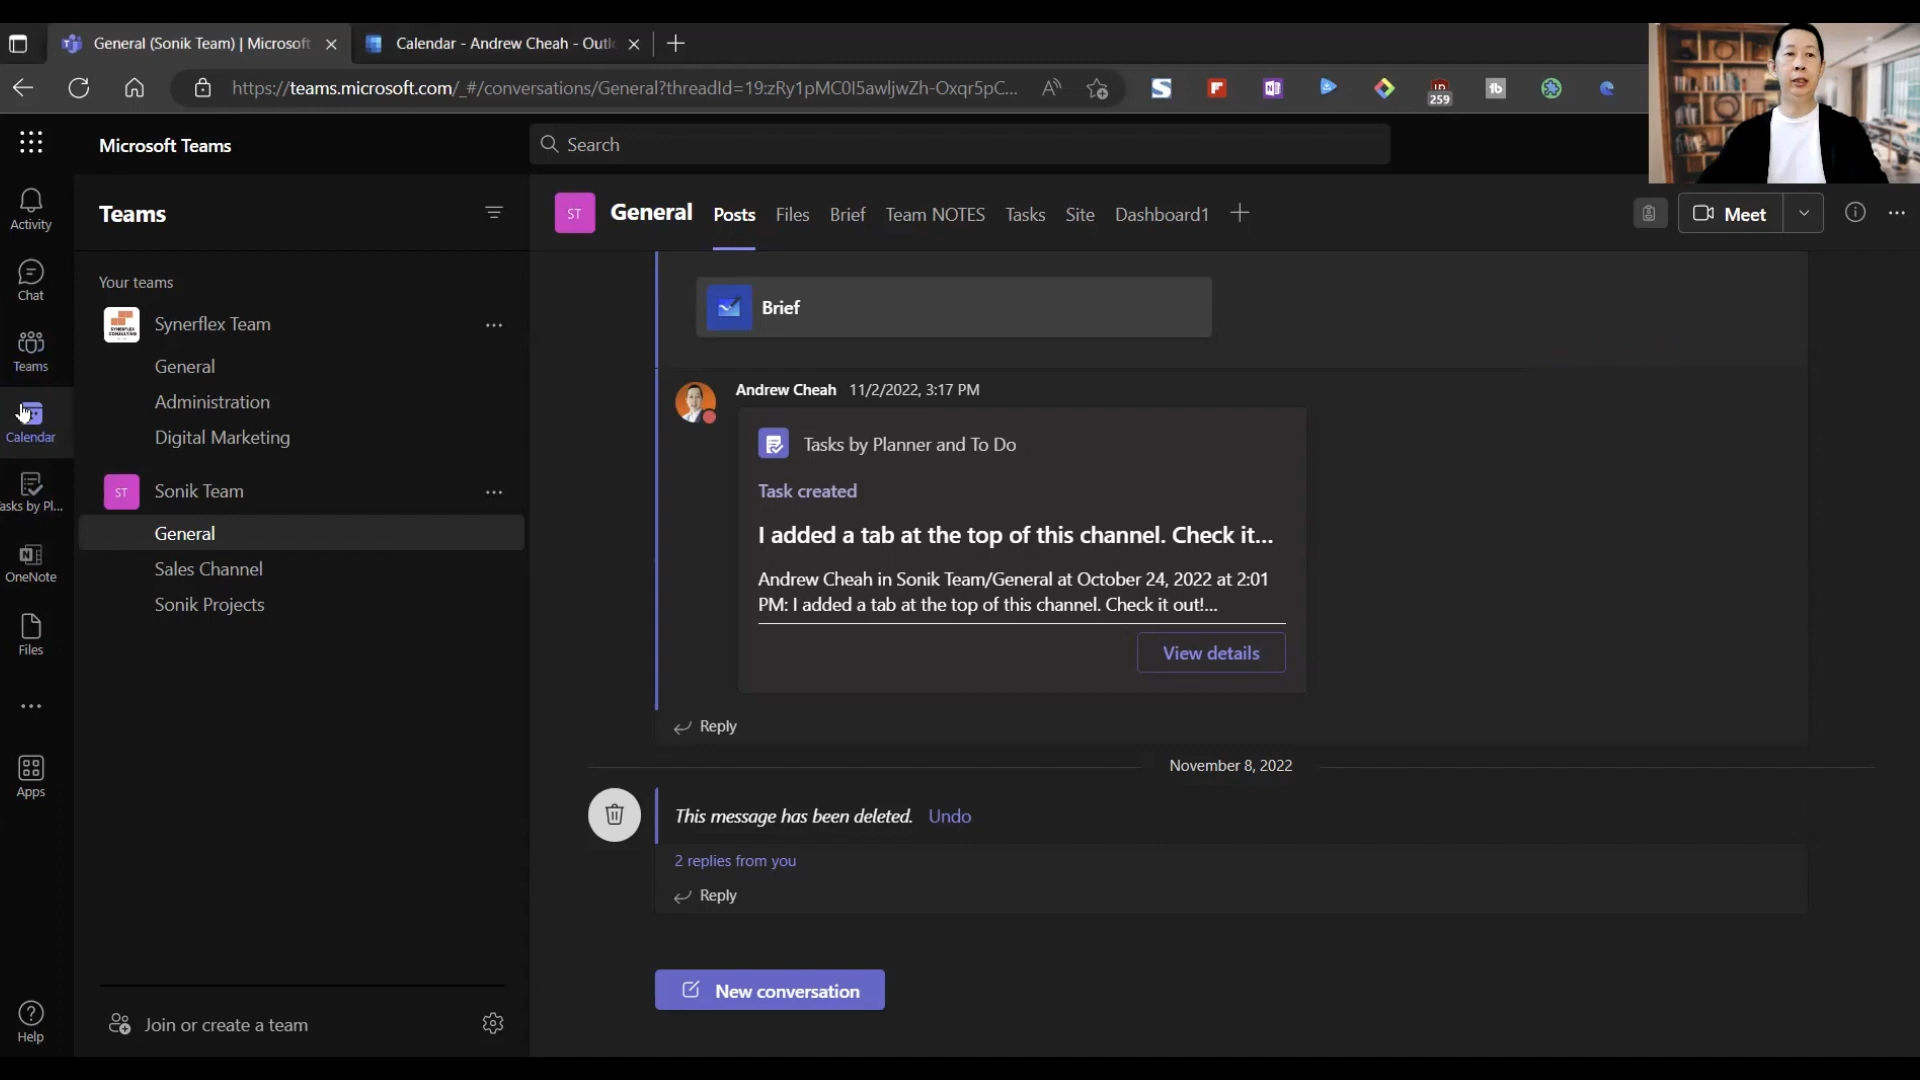 General (Sonik Team) | Microsoft
Calendar - Andrew Cheah - Outl
https://teams.microsoft.com/_#/conversations/General?threadId=19:zRy1pMC0I5awljwZh-Oxqr5pC...
259
Microsoft Teams
Search
Activity
Chat
Teams
Calendar
asks by Pl...
OneNote
Files
Apps
Help
Teams
Your teams
Synerflex Team
General
Administration
Digital Marketing
ST
Sonik Team
General
Sales Channel
Sonik Projects
Join or create a team
ST
General
Posts
Files
Brief
Team NOTES
Tasks
Site
Dashboard1
Meet
Brief
Andrew Cheah 11/2/2022, 3:17 PM
Tasks by Planner and To Do
Task created
I added a tab at the top of this channel. Check it...
Andrew Cheah in Sonik Team/General at October 24, 2022 at 2:01
PM: I added a tab at the top of this channel. Check it out!...
View details
Reply
November 8, 2022
This message has been deleted. Undo
2 replies from you
Reply
New conversation